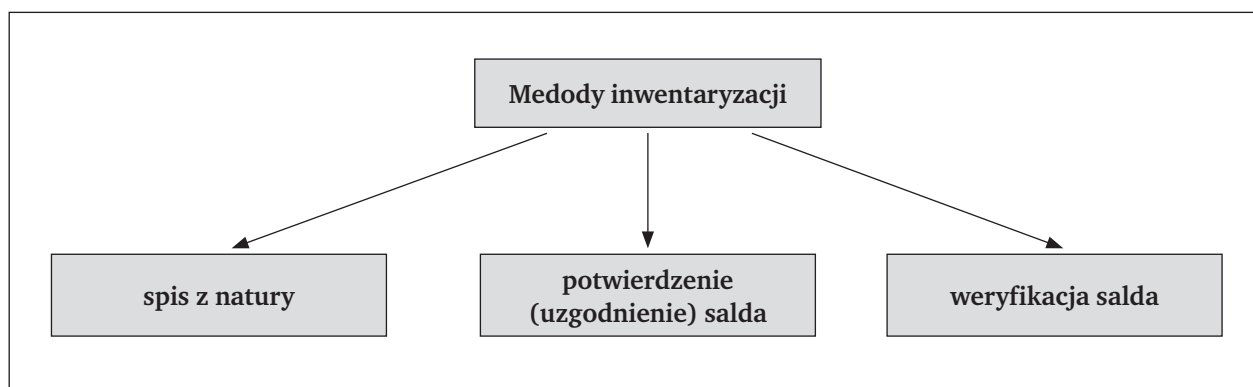 Medody inwentaryzacji
spis z natury
potwierdzenie
(uzgodnienie) salda
weryfikacja salda